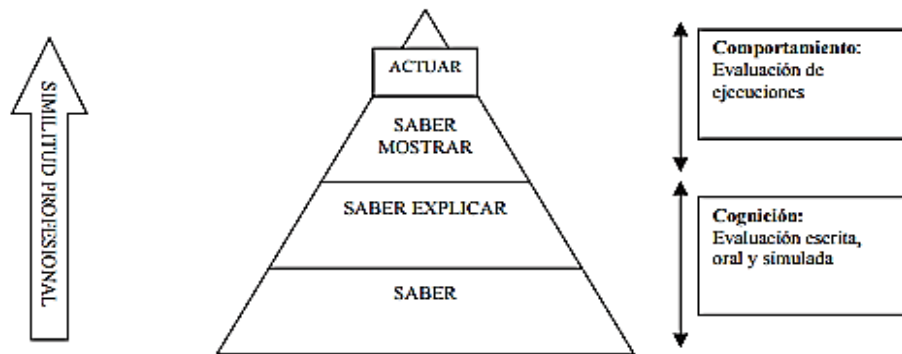 SIMILITUD PROFESIONAL
ACTUAR
SABER
MOSTRAR
SABER EXPLICAR
SABER
Comportamiento:
Evaluación de
ejecuciones
Cognición:
Evaluación escrita,
oral y simulada